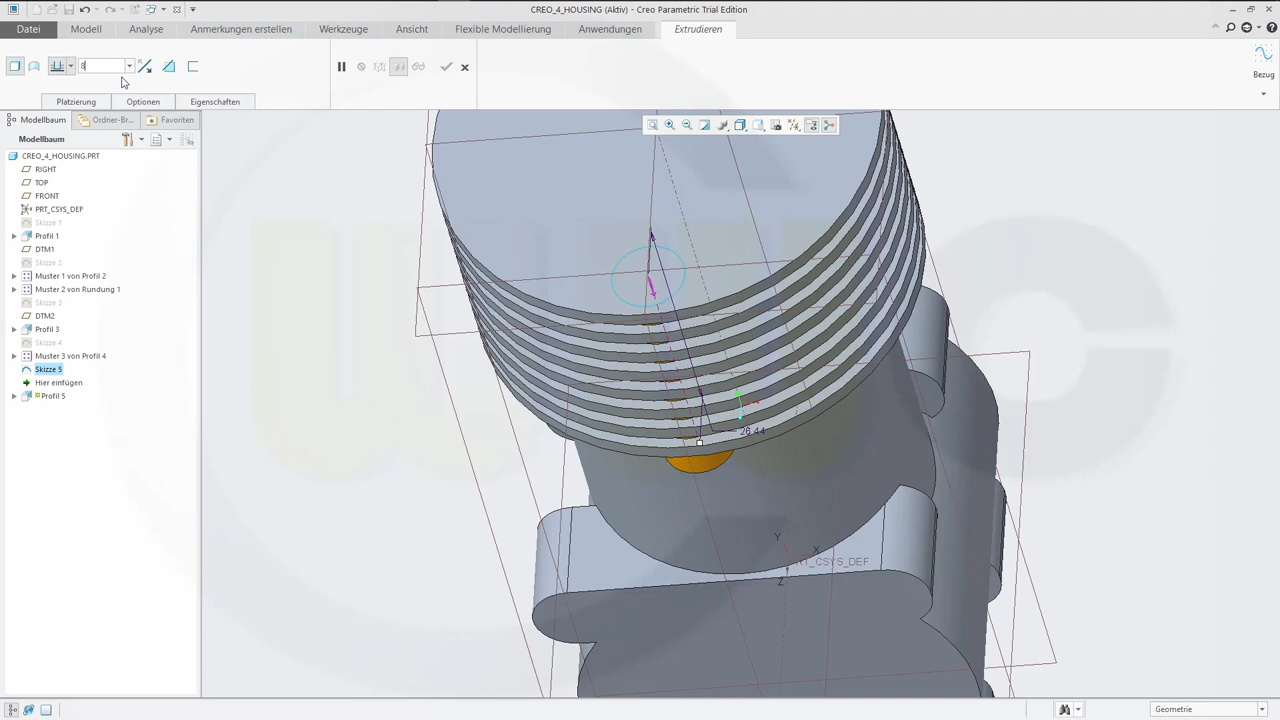 CREO_4_HOUSING (Aktiv) - Creo Parametric Trial Edition
Datei Modell Analyse Anmerkungen erstellen Werkzeuge Ansicht Flexible Modellierung Anwendungen Extrudieren
8
Bezug
Platzierung Optionen Eigenschaften
Modellbaum Ordner-Br... Favoriten
Modellbaum
CREO_4_HOUSING.PRT
RIGHT
TOP
FRONT
PRT_CSYS_DEF
Skizze 1
Profil 1
DTM1
Skizze 2
Muster 1 von Profil 2
Muster 2 von Rundung 1
Skizze 3
DTM2
Profil 3
Skizze 4
Muster 3 von Profil 4
Skizze 5
Hier einfügen
Profil 5
26.44
Y
X
PRT_CSYS_DEF
Z
Geometrie